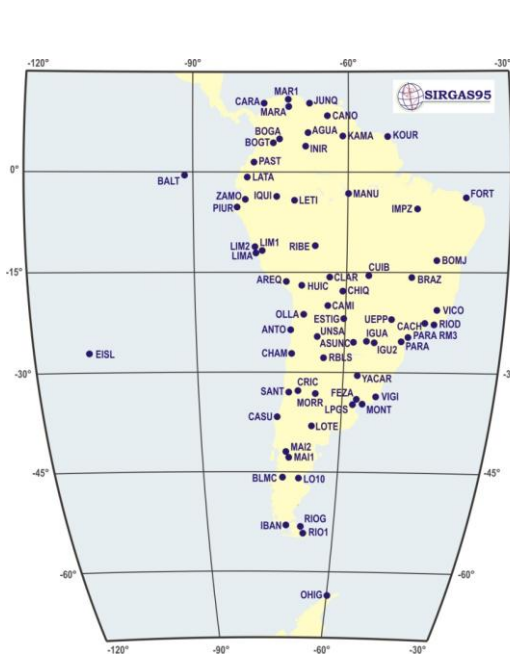 -120°
-90°
-60°
-30°
SIRGAS95
MAR1
CARA
JUNQ
MARA
CANO
BOGA
AGUA
KAMA
KOUR
BOGT
INIR
PAST
0°
0°
BALT
LATA
ZAMO
IQUI
LETI
MANU
FORT
PIUR
IMPZ
LIM2
LIM1
RIBE
LIMA
BOMJ
-15°
-15°
AREQ
HUIC
CLAR
CUIB
BRAZ
CHIQ
CAMI
VICO
OLLA
ESTIG
UEPP
CACH
RIOD
ANTO
UNSA
IGUA
PARA RM3
ASUNC
IGU2
PARA
EISL
CHAM
RBLS
-30°
-30°
YACAR
CRIC
SANT
FEZA
VIGI
MORR
LPGS
MONT
CASU
LOTE
MAI2
MAI1
-45°
-45°
BLMC
LO10
IBAN
RIOG
RIO1
-60°
-60°
OHIG
-120°
-90°
-60°
-30°